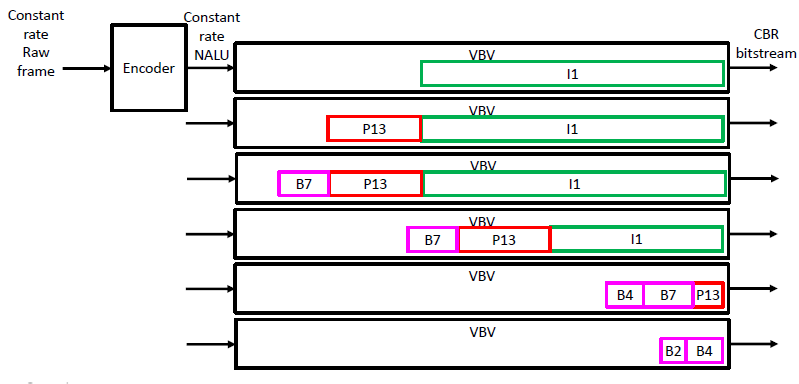 Constant
rate
Raw
frame
Encoder
Constant
rate
NALU
VBV
I1
CBR
bitstream
VBV
P13
I1
VBV
B7
P13
I1
VBV
B7
P13
I1
VBV
B4
B7
P13
VBV
B2
B4